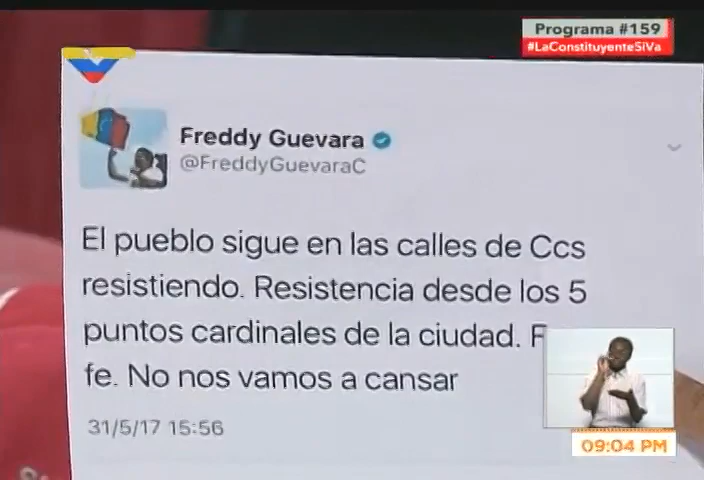 Programa #159
#LaConstituyenteSiVa
Freddy Guevara
@FreddyGuevaraC
El pueblo sigue en las calles de Ccs
resistiendo. Resistencia desde los 5
puntos cardinales de la ciudad. F
fe. No nos vamos a cansar
31/5/17 15:56
09:04 PM